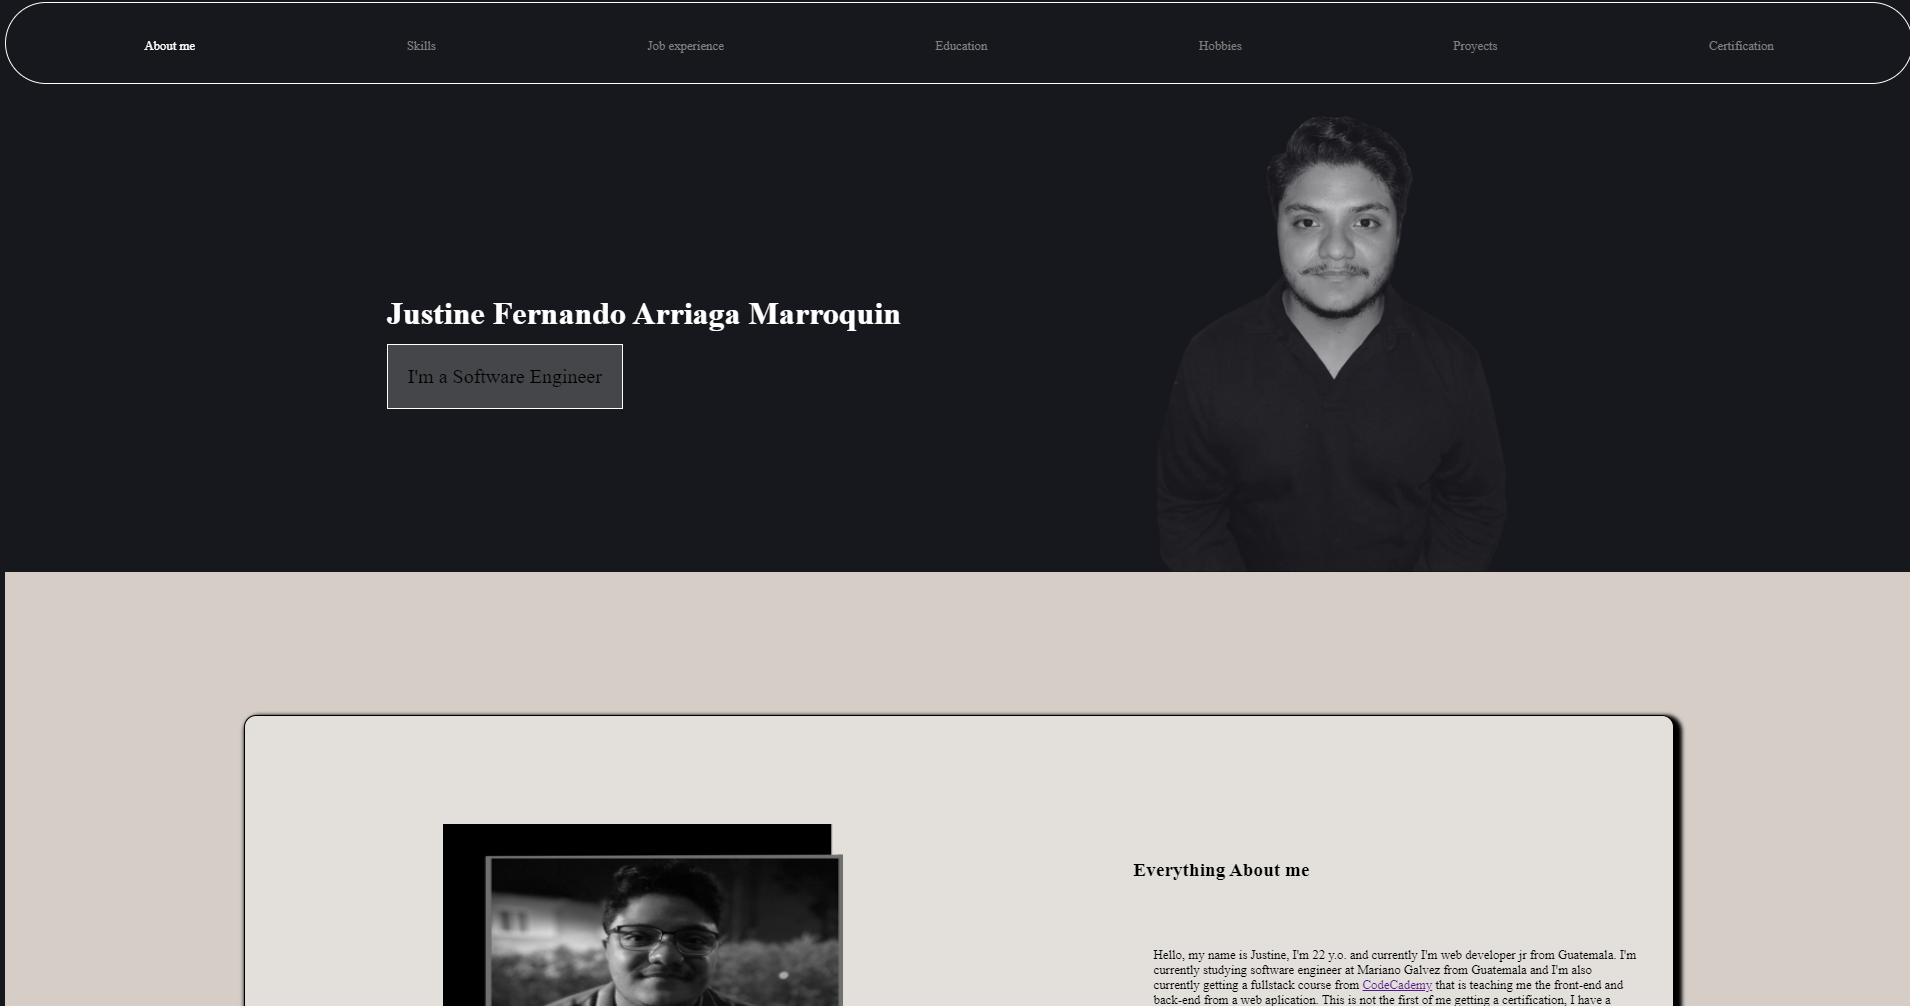 About me Skills Job experience Education Hobbies Proyects Certification
Justine Fernando Arriaga Marroquin
I'm a Software Engineer
Everything About me
Hello, my name is Justine, I'm 22 y.o. and currently I'm web developer jr from Guatemala. I'm
currently studying software engineer at Mariano Galvez from Guatemala and I'm also
currently getting a fullstack course from CodeCademy that is teaching me the front-end and
back-end from a web aplication. This is not the first of me getting a certification, I have a